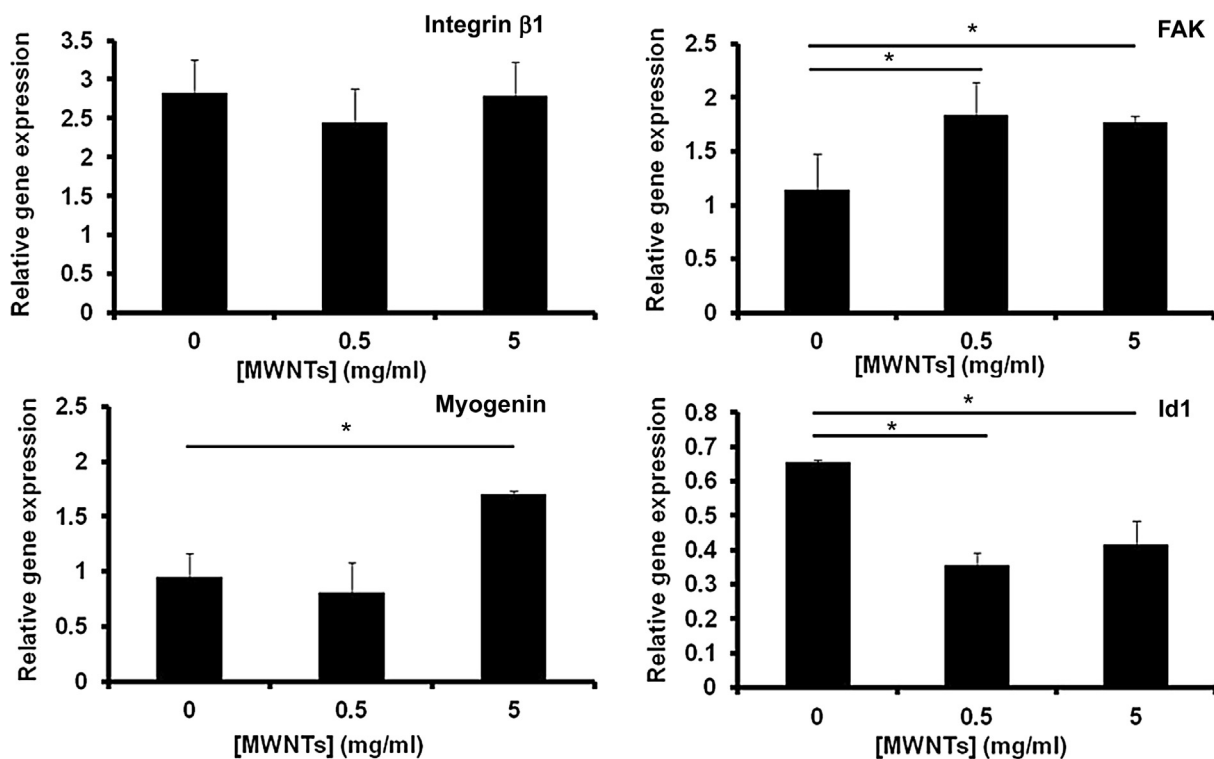 Integrin β1
Relative gene expression
3.5
3
2.5
2
1.5
1
0.5
0
0 0.5 5
[MWNTs] (mg/ml)
FAK
Relative gene expression
2.5
2
1.5
1
0.5
0
* 
*
0 0.5 5
[MWNTs] (mg/ml)
Myogenin
Relative gene expression
2.5
2
1.5
1
0.5
0
*
0 0.5 5
[MWNTs] (mg/ml)
Id1
Relative gene expression
0.8
0.7
0.6
0.5
0.4
0.3
0.2
0.1
0
*
*
0 0.5 5
[MWNTs] (mg/ml)